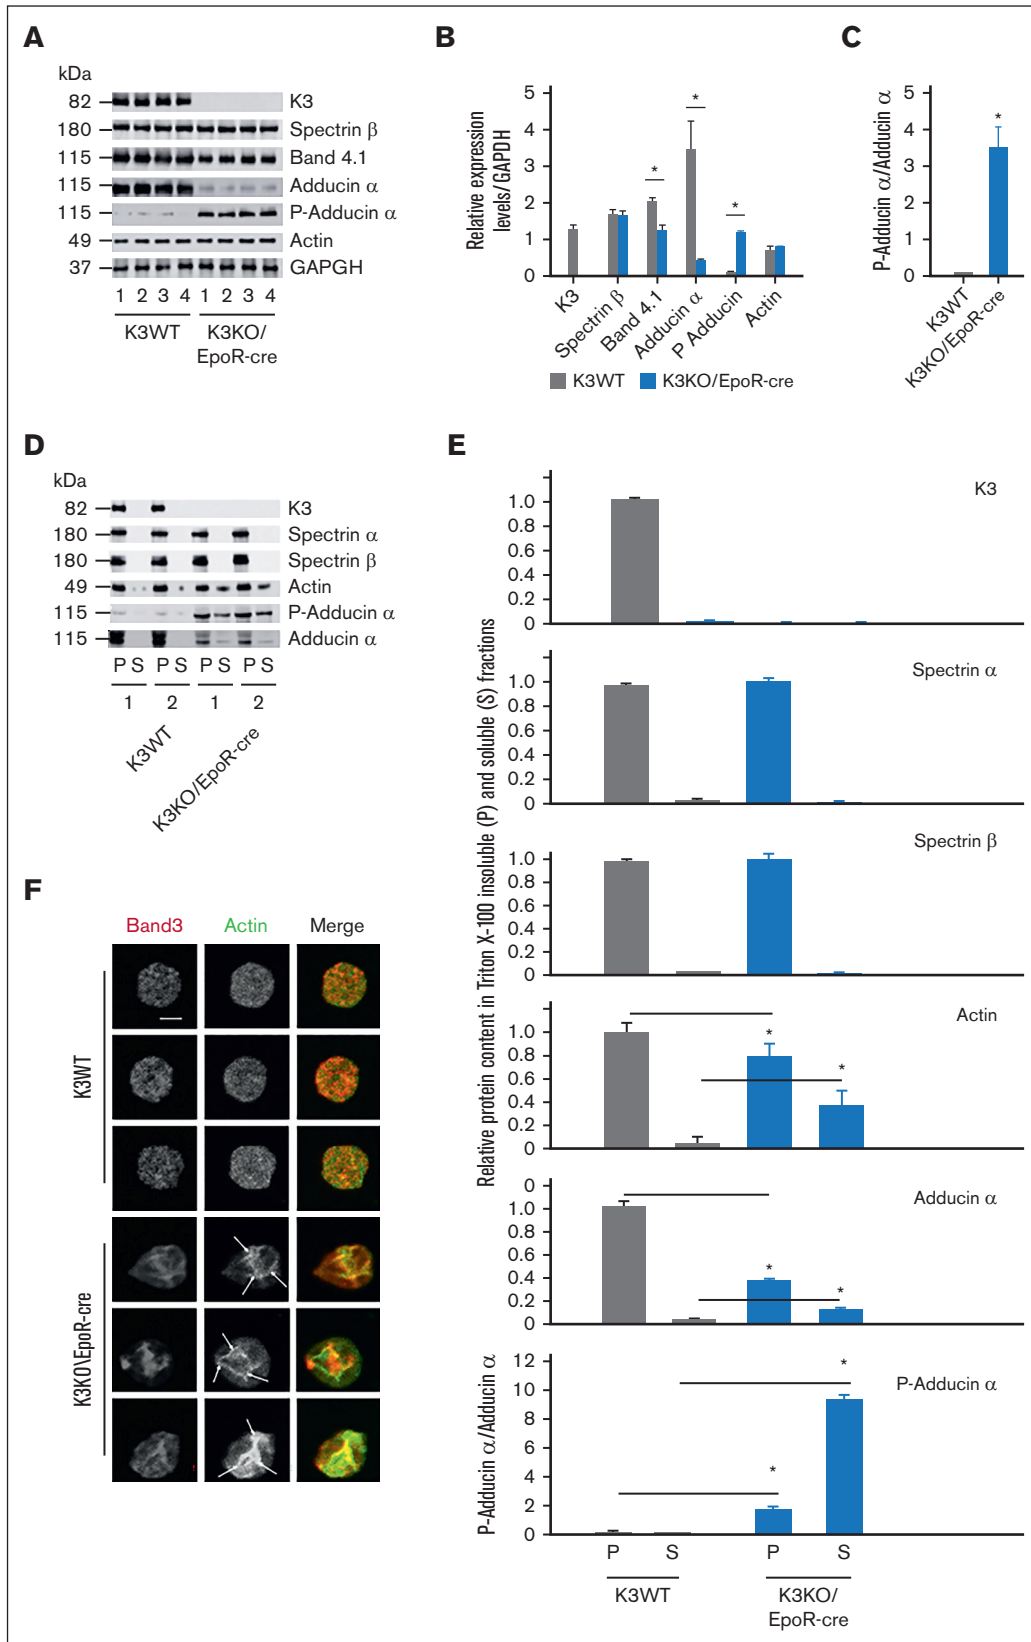 A
kDa
82 K3
180 Spectrin β
115 Band 4.1
115 Adducin α
115 P-Adducin α
49 Actin
37 GAPGH
1 2 3 4 1 2 3 4
K3WT K3KO/
EpoR-cre
B
Relative expression
levels/GAPDH
5
4
3
2
1
0
* * * *
K3 Spectrin β Band 4.1 Adducin α P Adducin Actin
K3WT K3KO/EpoR-cre
C
P-Adducin α/Adducin α
5
4
3
2
1
0
*
K3WT K3KO/EpoR-cre
D
kDa
82 K3
180 Spectrin α
180 Spectrin β
49 Actin
115 P-Adducin α
115 Adducin α
P S P S P S P S
1 2 1 2
K3WT K3KO/EpoR-cre
E
Relative protein content in Triton X-100 insoluble (P) and soluble (S) fractions
K3
1.0
0.8
0.6
0.4
0.2
0
Spectrin α
1.0
0.8
0.6
0.4
0.2
0
Spectrin β
1.0
0.8
0.6
0.4
0.2
0
Actin
1.0
0.8
0.6
0.4
0.2
0
* *
Adducin α
0
1.0
0.8
0.6
0.4
0.2
0
* *
P-Adducin α/Adducin α
P-Adducin α
12
10
8
6
4
2
0
* *
P S P S
K3WT K3KO/
EpoR-cre
F
Band3 Actin Merge
K3WT
K3KO\EpoR-cre